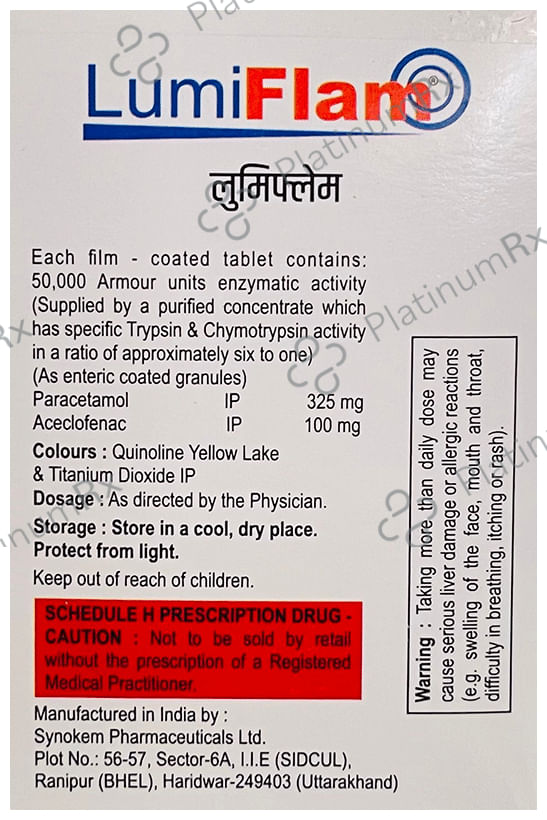 LumiFlam®
लुमिफ्लेम
Each film - coated tablet contains:
50,000 Armour units enzymatic activity
(Supplied by a purified concentrate which
has specific Trypsin & Chymotrypsin activity
in a ratio of approximately six to one)
(As enteric coated granules)
Paracetamol IP 325 mg
Aceclofenac IP 100 mg
Colours : Quinoline Yellow Lake
& Titanium Dioxide IP
Dosage : As directed by the Physician.
Storage : Store in a cool, dry place.
Protect from light.
Keep out of reach of children.
SCHEDULE H PRESCRIPTION DRUG -
CAUTION : Not to be sold by retail
without the prescription of a Registered
Medical Practitioner.
Manufactured in India by :
Synokem Pharmaceuticals Ltd.
Plot No.: 56-57, Sector-6A, I.I.E (SIDCUL),
Ranipur (BHEL), Haridwar-249403 (Uttarakhand)
Warning : Taking more than daily dose may
cause serious liver damage or allergic reactions
(e.g. swelling of the face, mouth and throat,
difficulty in breathing, itching or rash).
PlatinumRx
PlatinumRx
PlatinumRx